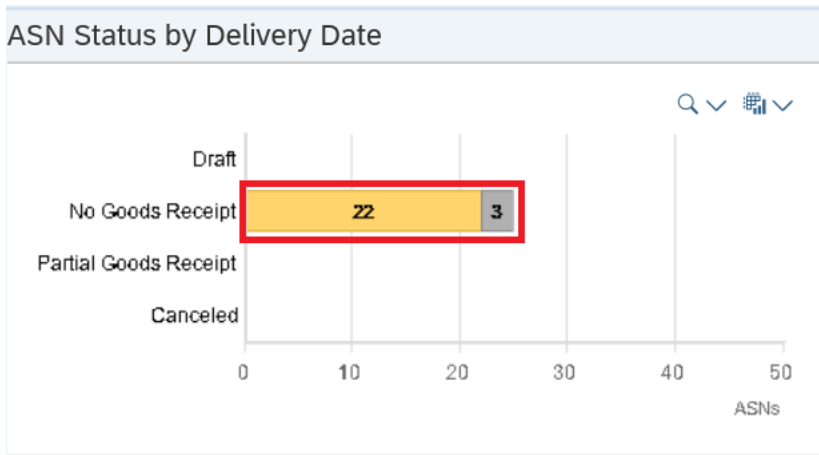 ASN Status by Delivery Date
Draft
No Goods Receipt 22 3
Partial Goods Receipt
Canceled
0 10 20 30 40 50
ASNs